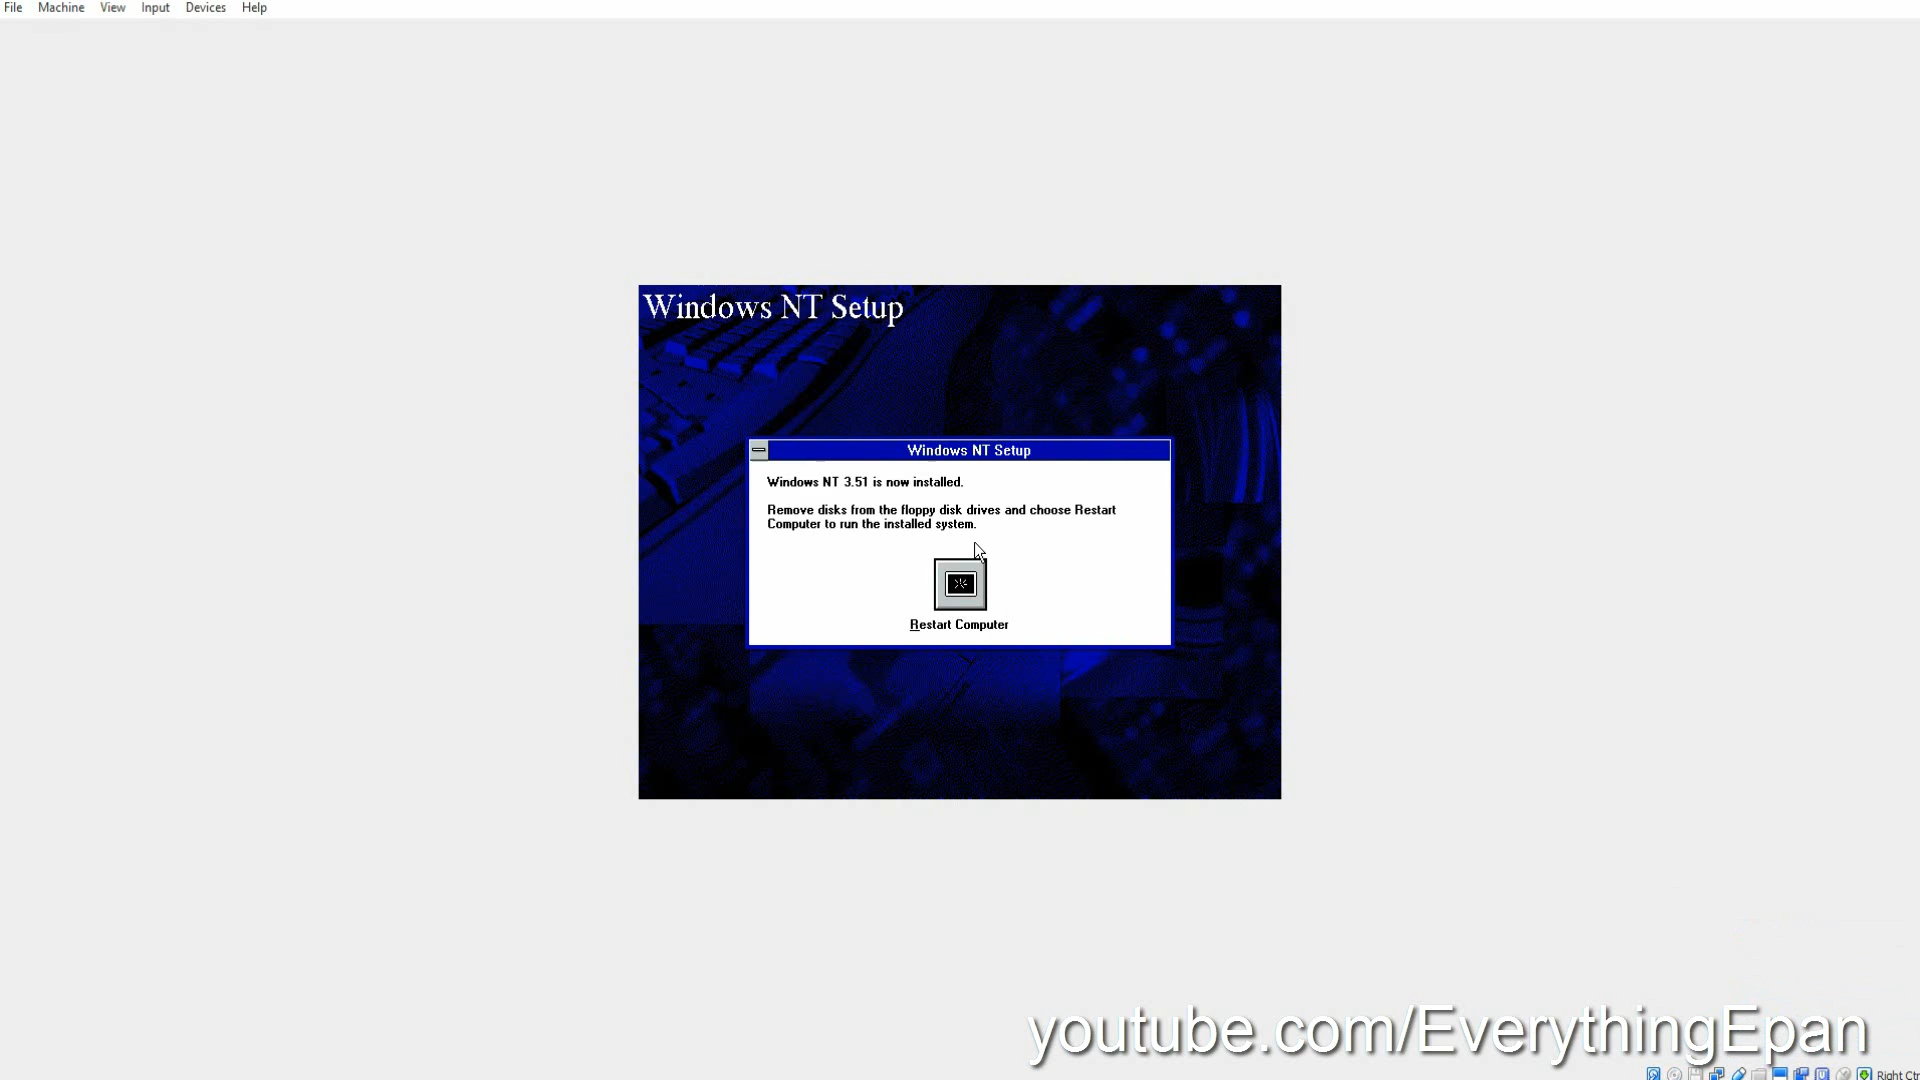 File Machine View Input Devices Help
Windows NT Setup
Windows NT Setup
Windows NT 3.51 is now installed.
Remove disks from the floppy disk drives and choose Restart
Computer to run the installed system.
Restart Computer
youtube.com/EverythingEpan
Right Ctr